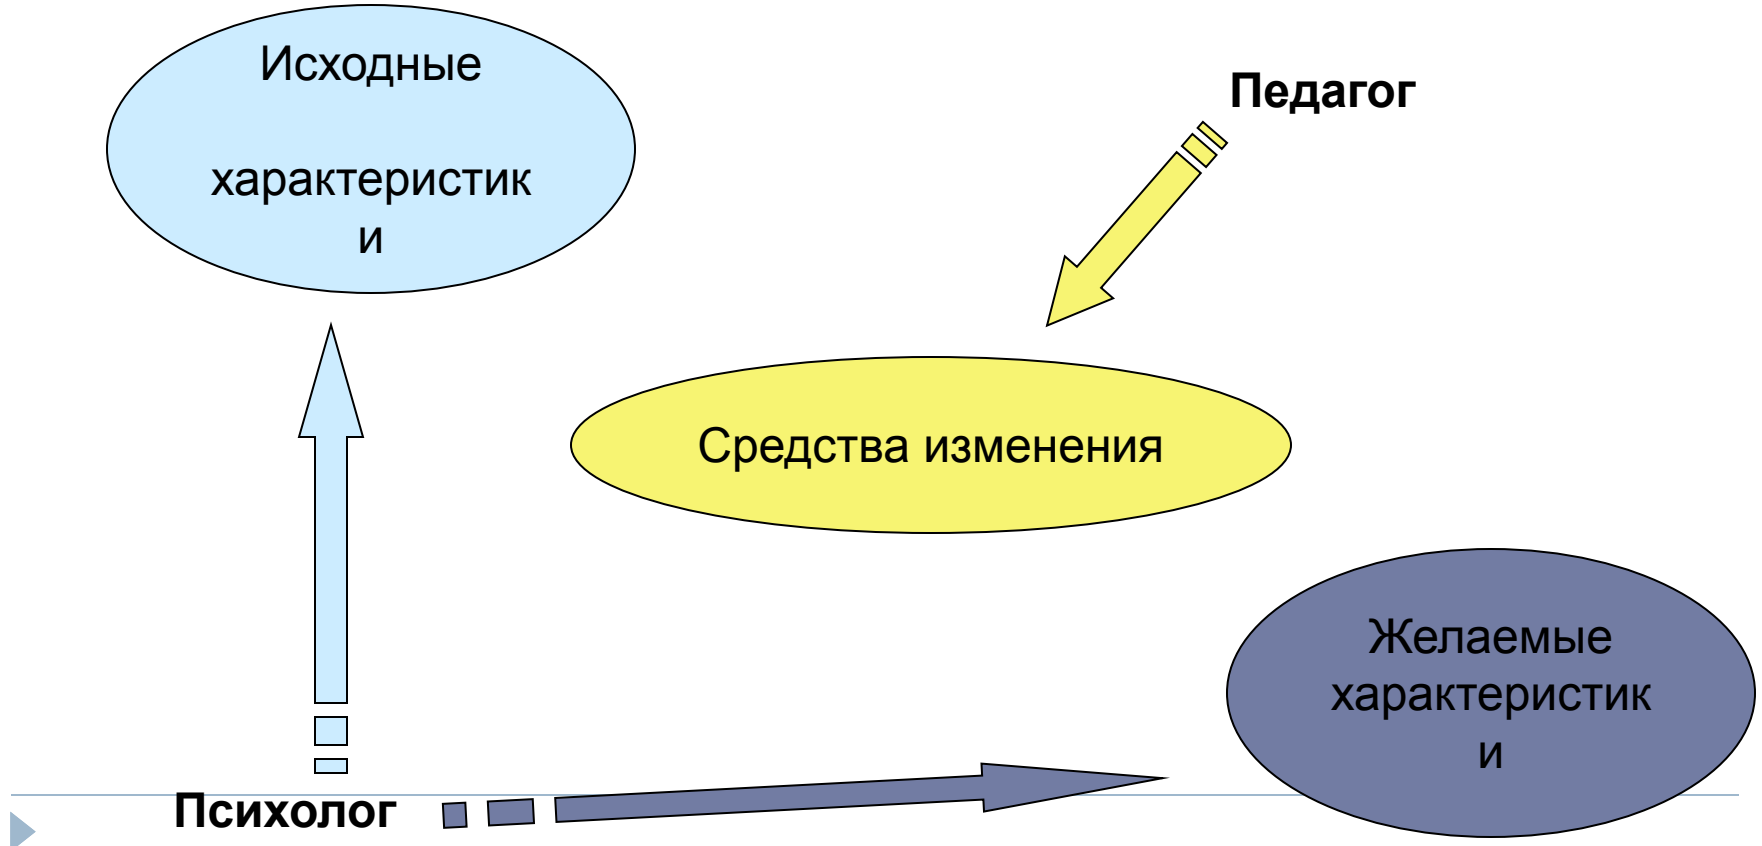 Исходные
характеристик
и
Педагог
Средства изменения
Желаемые
характеристик
и
Психолог